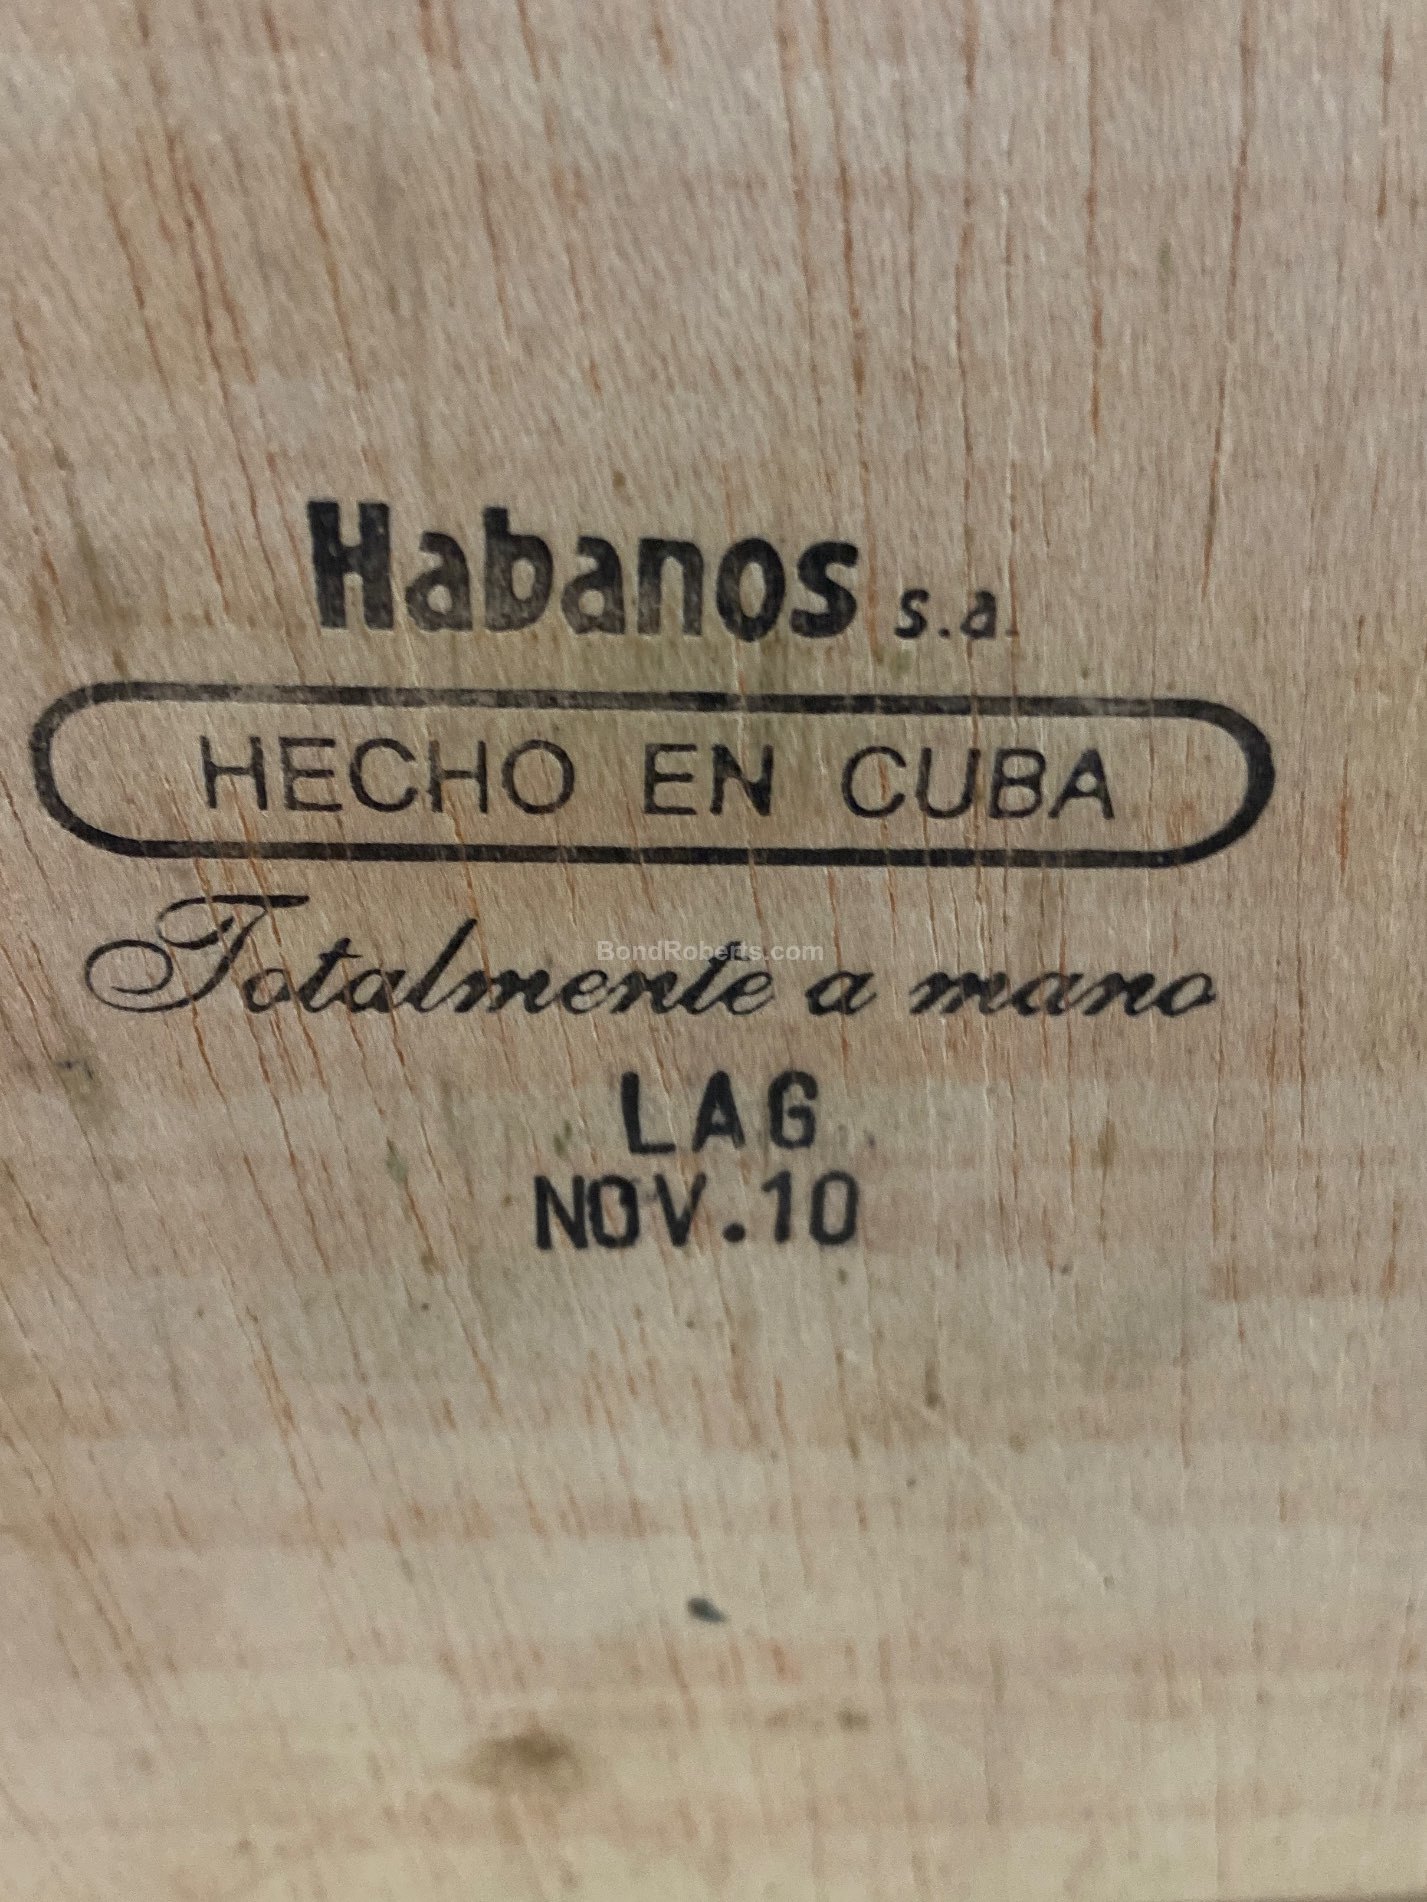 Habanos s.a.
HECHO EN CUBA
Totalmente a mano
BondRoberts.com
LAG
NOV.10